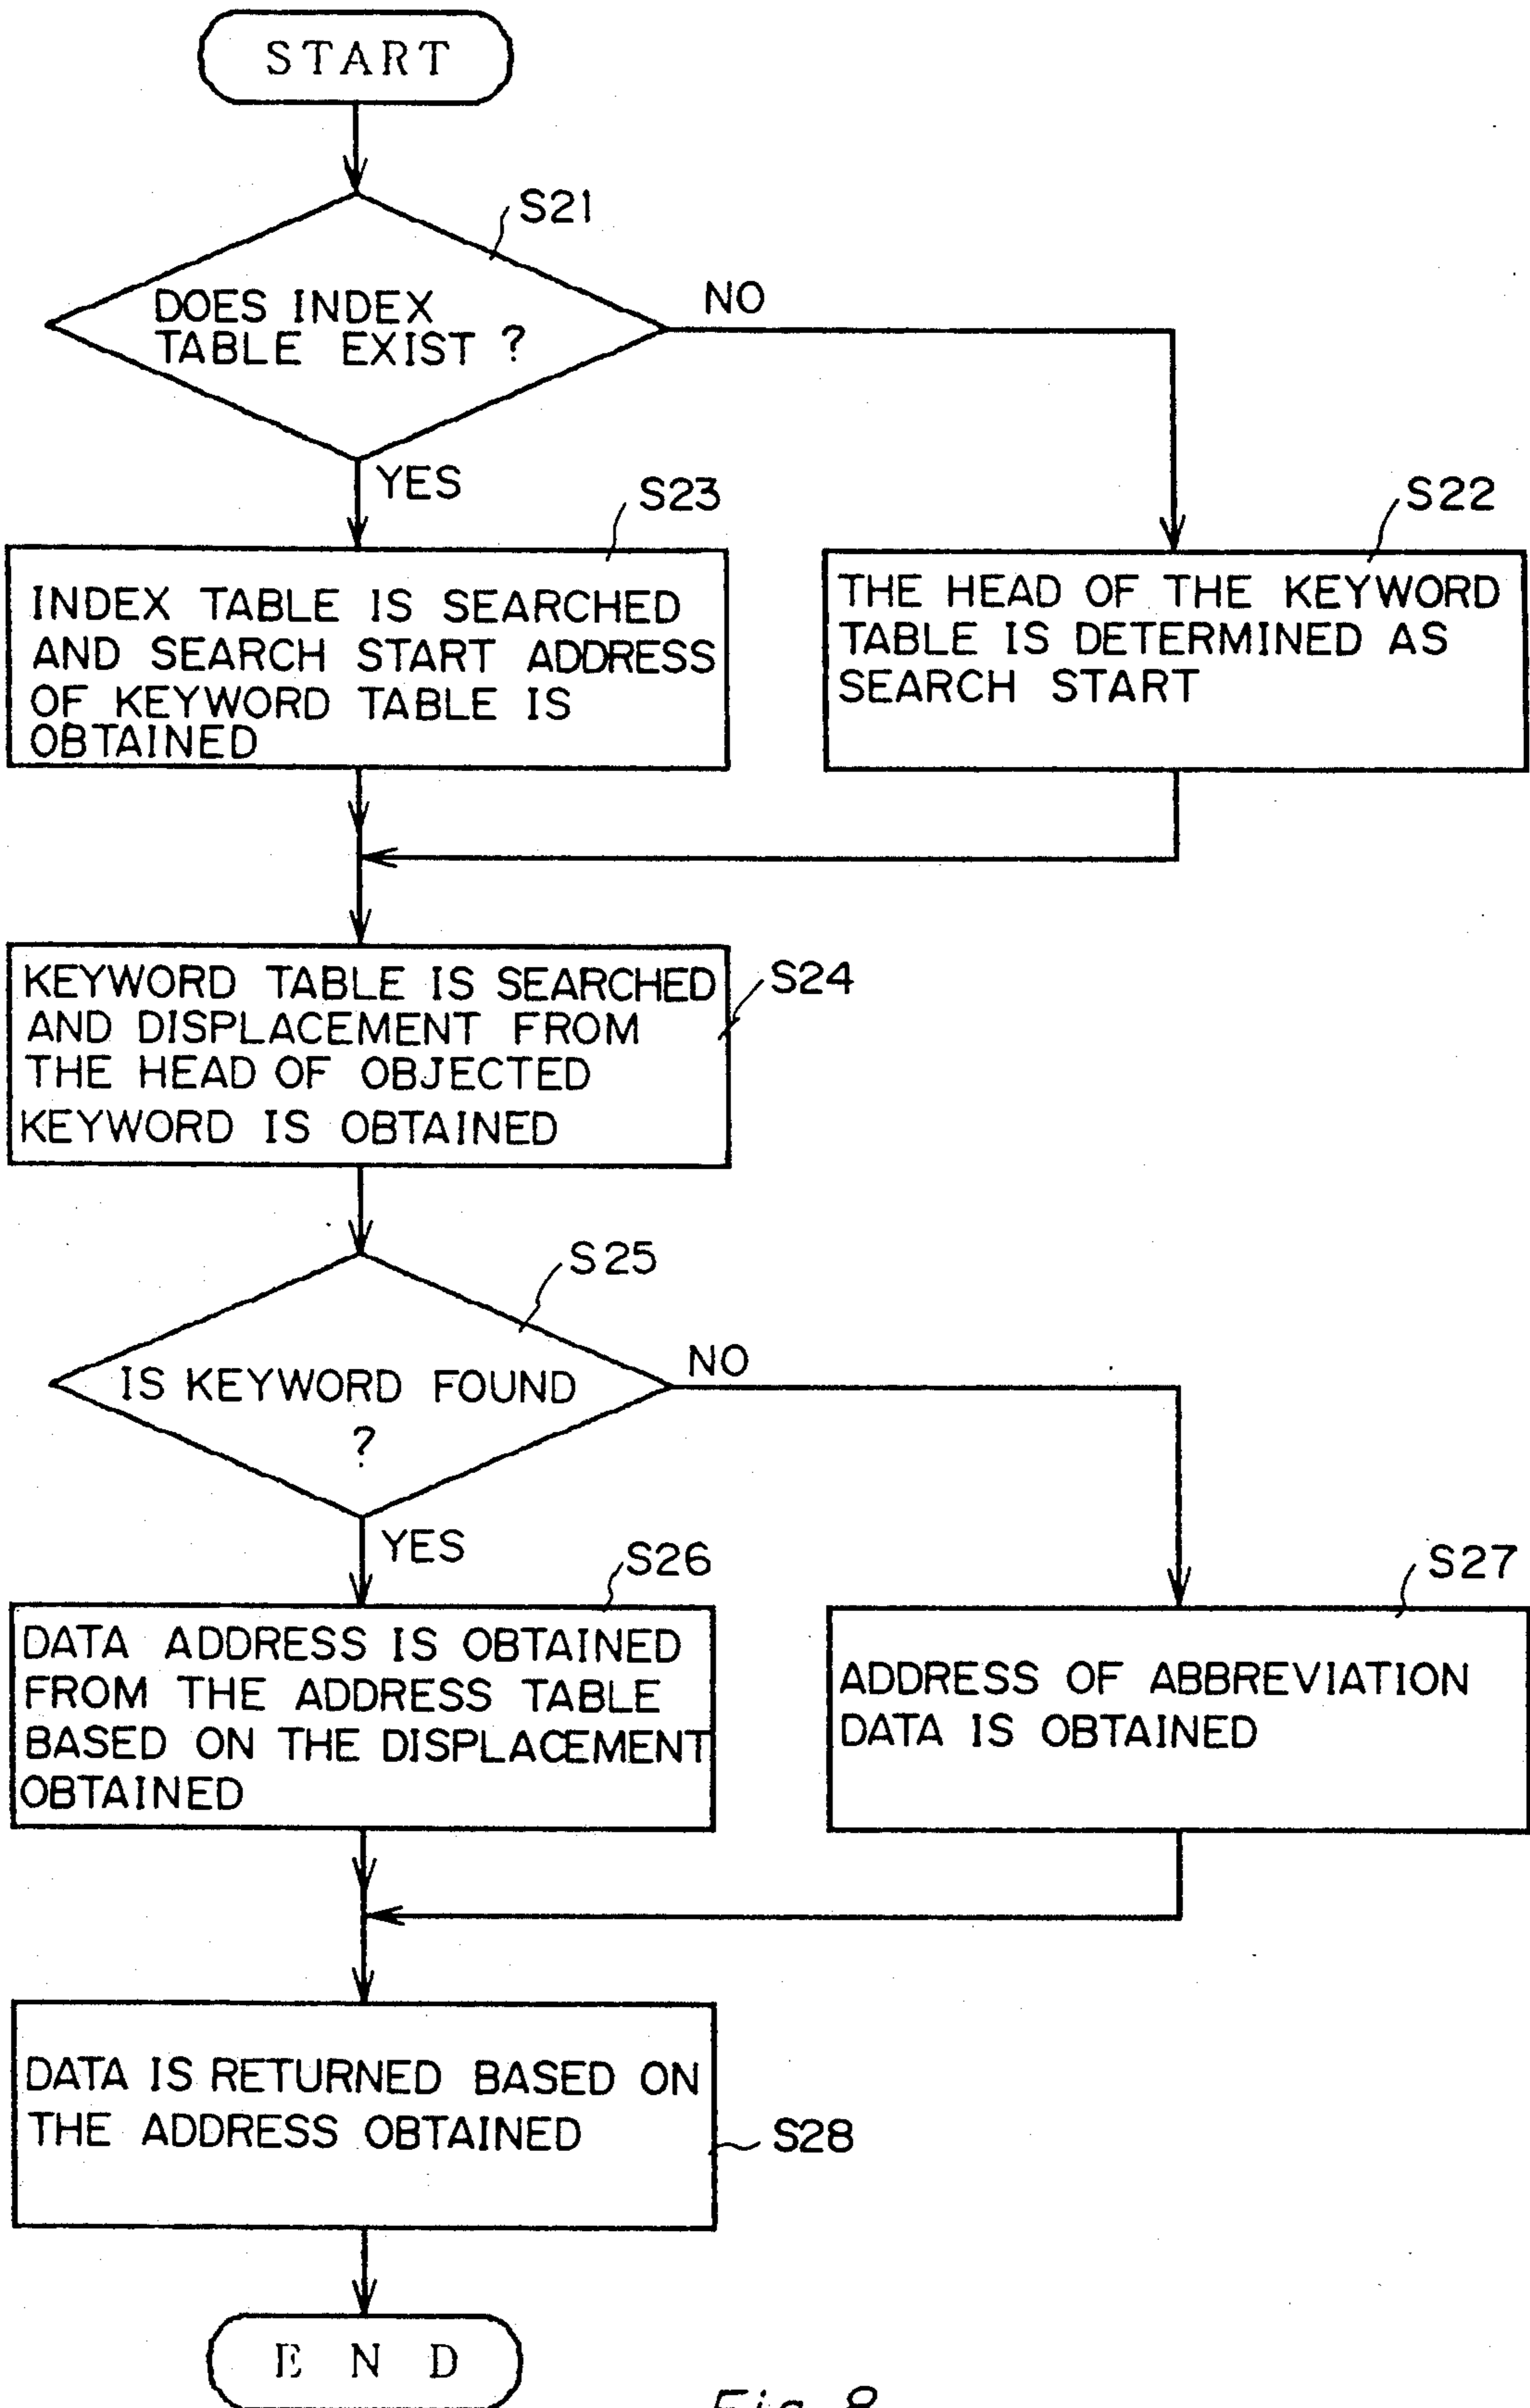 START
S21
DOES INDEX
TABLE EXIST ?
NO
YES
S23
INDEX TABLE IS SEARCHED
AND SEARCH START ADDRESS
OF KEYWORD TABLE IS
OBTAINED
S22
THE HEAD OF THE KEYWORD
TABLE IS DETERMINED AS
SEARCH START
KEYWORD TABLE IS SEARCHED
AND DISPLACEMENT FROM
THE HEAD OF OBJECTED
KEYWORD IS OBTAINED
S24
S25
IS KEYWORD FOUND
?
NO
YES
S26
DATA ADDRESS IS OBTAINED
FROM THE ADDRESS TABLE
BASED ON THE DISPLACEMENT
OBTAINED
S27
ADDRESS OF ABBREVIATION
DATA IS OBTAINED
DATA IS RETURNED BASED ON
THE ADDRESS OBTAINED
S28
E N D
Fig. 8